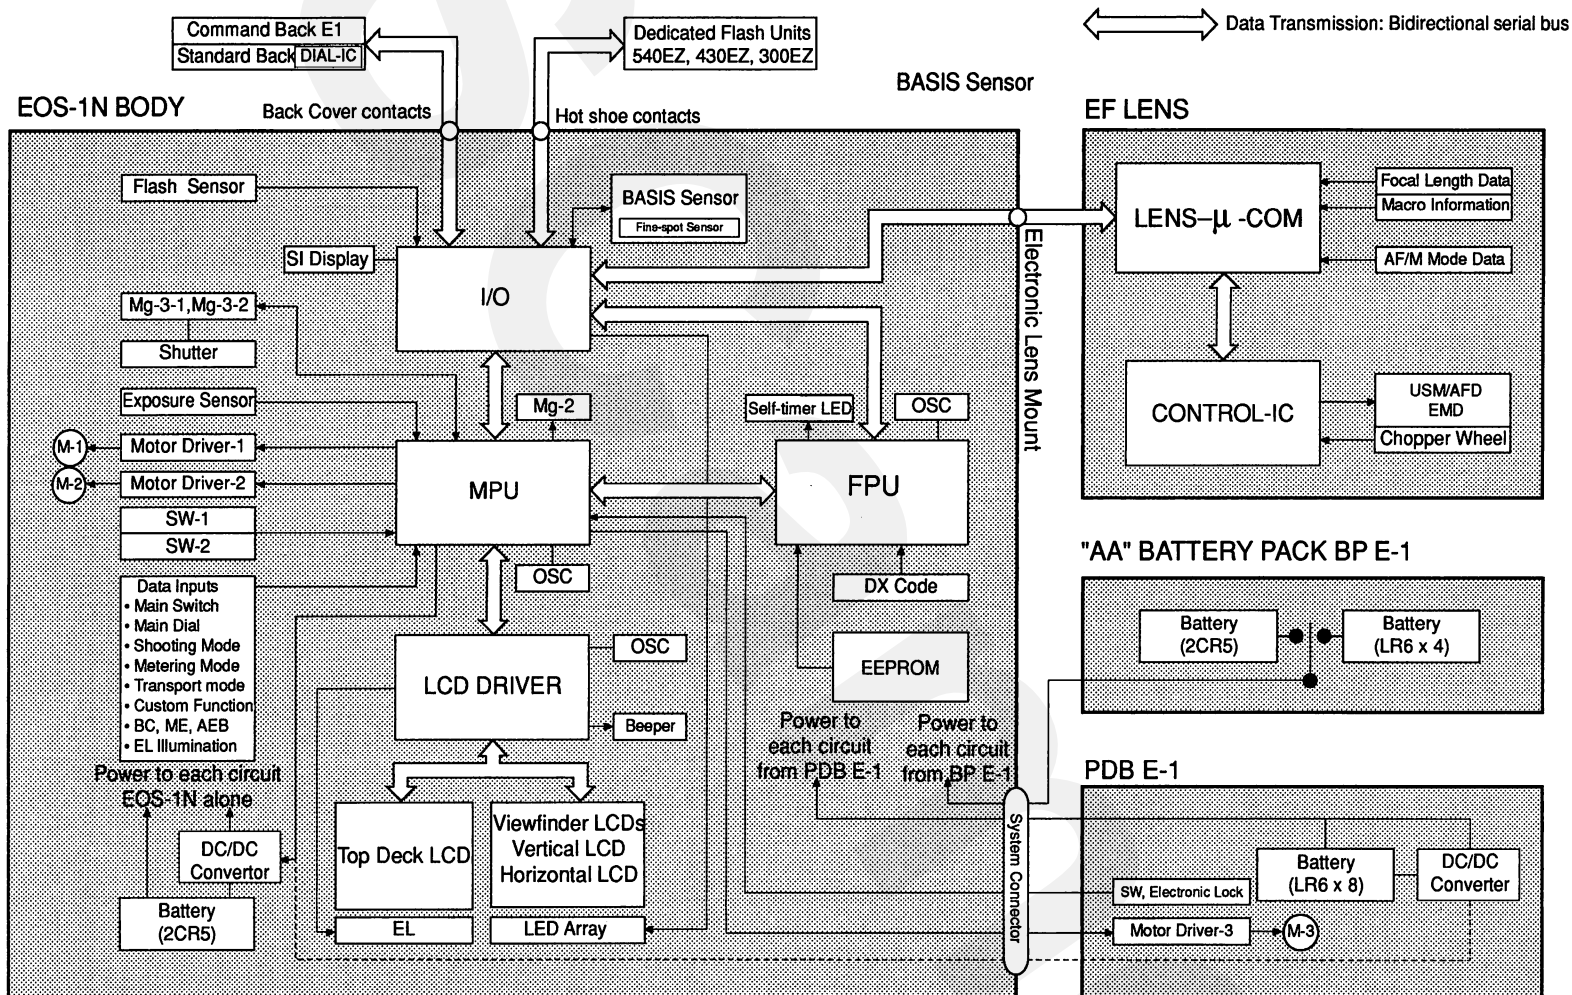 Command Back E1
Standard Back DIAL-IC
Dedicated Flash Units
540EZ, 430EZ, 300EZ
Data Transmission: Bidirectional serial bus
BASIS Sensor
EOS-1N BODY
Back Cover contacts
Hot shoe contacts
EF LENS
Flash Sensor
BASIS Sensor
Fine-spot Sensor
SI Display
I/O
Mg-3-1,Mg-3-2
Shutter
Exposure Sensor
Mg-2
Self-timer LED
OSC
M-1
Motor Driver-1
M-2
Motor Driver-2
MPU
FPU
SW-1
SW-2
OSC
DX Code
Data Inputs
• Main Switch
• Main Dial
• Shooting Mode
• Metering Mode
• Transport mode
• Custom Function
• BC, ME, AEB
• EL Illumination
LCD DRIVER
OSC
Beeper
EEPROM
Power to
each circuit
from PDB E-1
Power to
each circuit
from BP E-1
Power to each circuit
EOS-1N alone
DC/DC
Convertor
Battery
(2CR5)
Top Deck LCD
Viewfinder LCDs
Vertical LCD
Horizontal LCD
EL
LED Array
Electronic Lens Mount
System Connector
LENS–μ -COM
Focal Length Data
Macro Information
AF/M Mode Data
CONTROL-IC
USM/AFD
EMD
Chopper Wheel
"AA" BATTERY PACK BP E-1
Battery
(2CR5)
Battery
(LR6 x 4)
PDB E-1
Battery
(LR6 x 8)
DC/DC
Converter
SW, Electronic Lock
Motor Driver-3
M-3